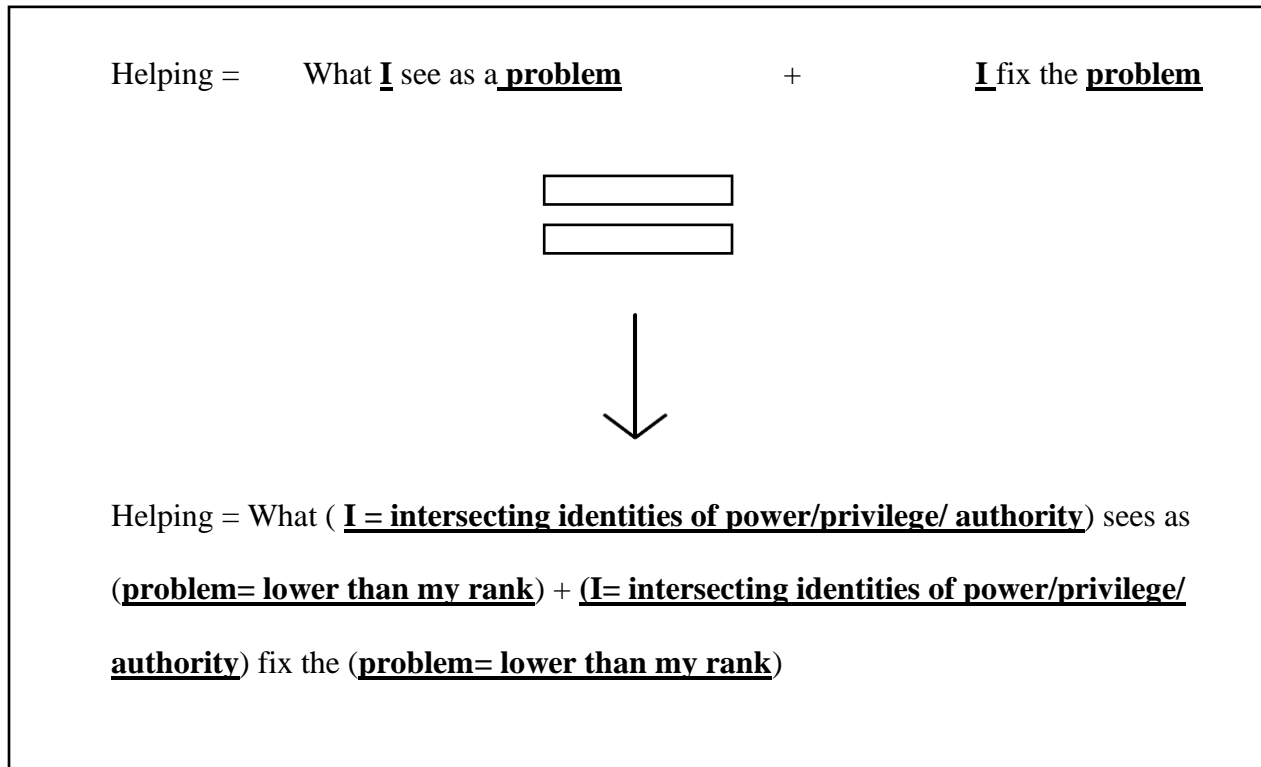 Helping = What I see as a problem + I fix the problem
Helping = What ( I = intersecting identities of power/privilege/ authority) sees as
(problem= lower than my rank) + (I= intersecting identities of power/privilege/
authority) fix the (problem= lower than my rank)